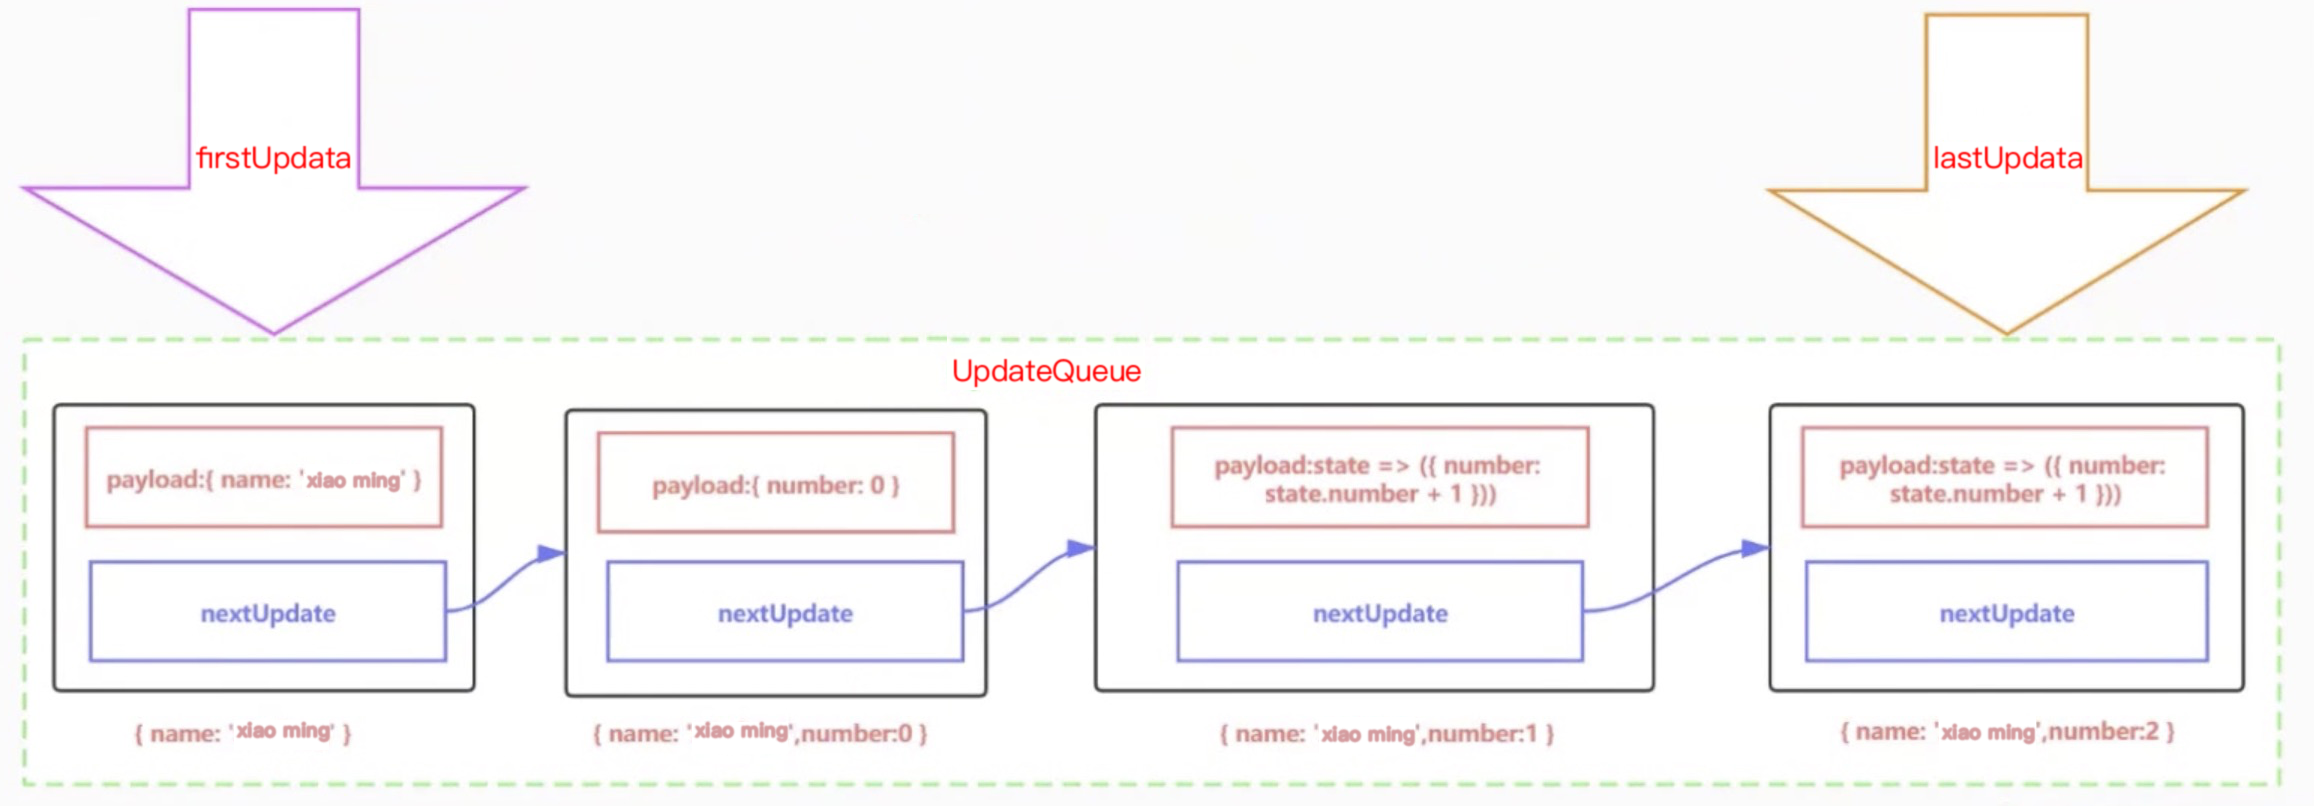 firstUpdata
lastUpdata
UpdateQueue
payload:{ name: 'xiao ming' }
nextUpdate
{ name: 'xiao ming' }
payload:{ number: 0 }
nextUpdate
{ name: 'xiao ming',number:0 }
payload:state => ({ number:
state.number + 1 }))
nextUpdate
{ name: 'xiao ming',number:1 }
payload:state => ({ number:
state.number + 1 }))
nextUpdate
{ name: 'xiao ming',number:2 }